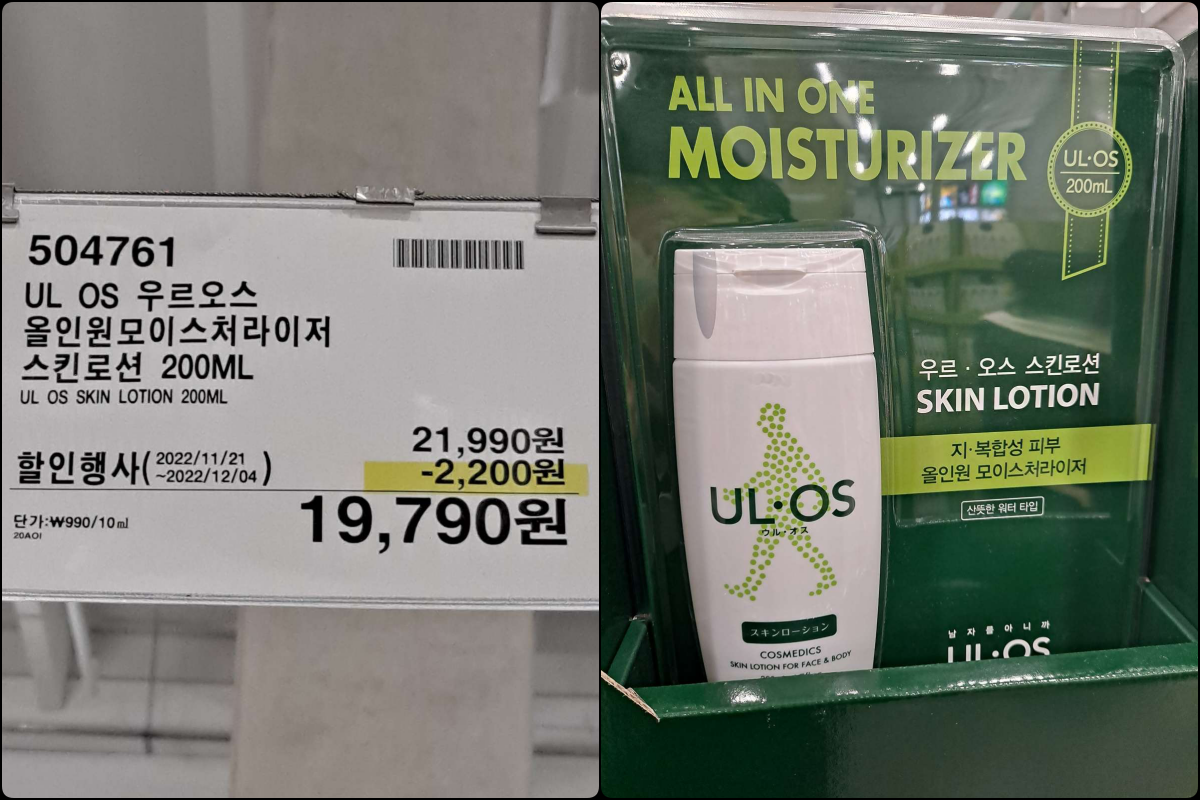 504761
UL OS 우르오스
올인원모이스처라이저
스킨로션 200ML
UL OS SKIN LOTION 200ML
21,990원
할인행사( 2022/11/21
~2022/12/04 )
-2,200원
19,790원
단가:₩990/10㎖
20AOI
ALL IN ONE
MOISTURIZER
UL·OS
200mL
우르·오스 스킨로션
SKIN LOTION
지·복합성 피부
올인원 모이스처라이저
산뜻한 워터 타입
UL·OS
ウル·オス
スキンローション
COSMEDICS
SKIN LOTION FOR FACE & BODY
남자를아니까
UL·OS